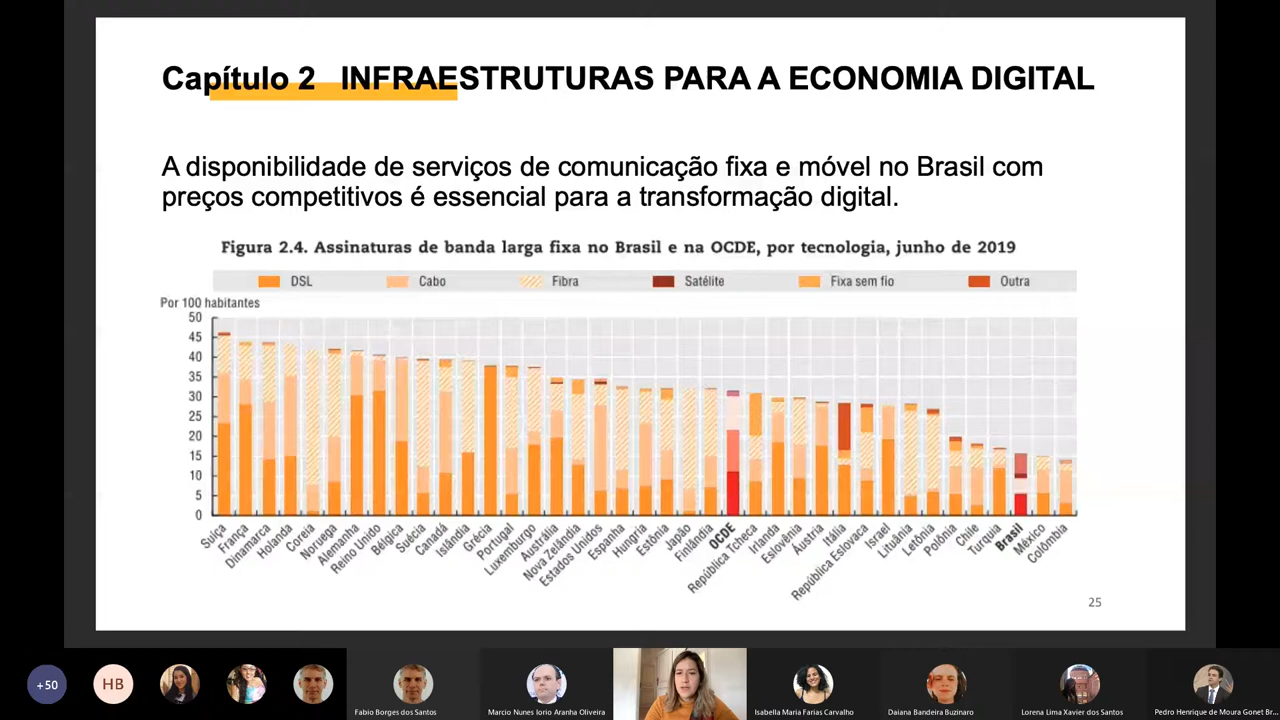 Capítulo 2 INFRAESTRUTURAS PARA A ECONOMIA DIGITAL
A disponibilidade de serviços de comunicação fixa e móvel no Brasil com
preços competitivos é essencial para a transformação digital.
Figura 2.4. Assinaturas de banda larga fixa no Brasil e na OCDE, por tecnologia, junho de 2019
DSL Cabo Fibra Satélite Fixa sem fio Outra
Por 100 habitantes
50
45
40
35
30
25
20
15
10
5
0
Suíça
França
Dinamarca
Holanda
Coreia
Noruega
Alemanha
Reino Unido
Bélgica
Suécia
Canadá
Islândia
Grécia
Portugal
Luxemburgo
Austrália
Nova Zelândia
Estados Unidos
Espanha
Hungria
Estônia
Japão
Finlândia
OCDE
República Tcheca
Irlanda
Eslovênia
Áustria
Itália
República Eslovaca
Israel
Lituânia
Letônia
Polônia
Chile
Turquia
Brasil
México
Colômbia
25
+50
HB
Fabio Borges dos Santos
Marcio Nunes Iorio Aranha Oliveira
Isabella Maria Farias Carvalho
Daiana Bandeira Buzinaro
Lorena Lima Xavier dos Santos
Pedro Henrique de Moura Gonet Br...